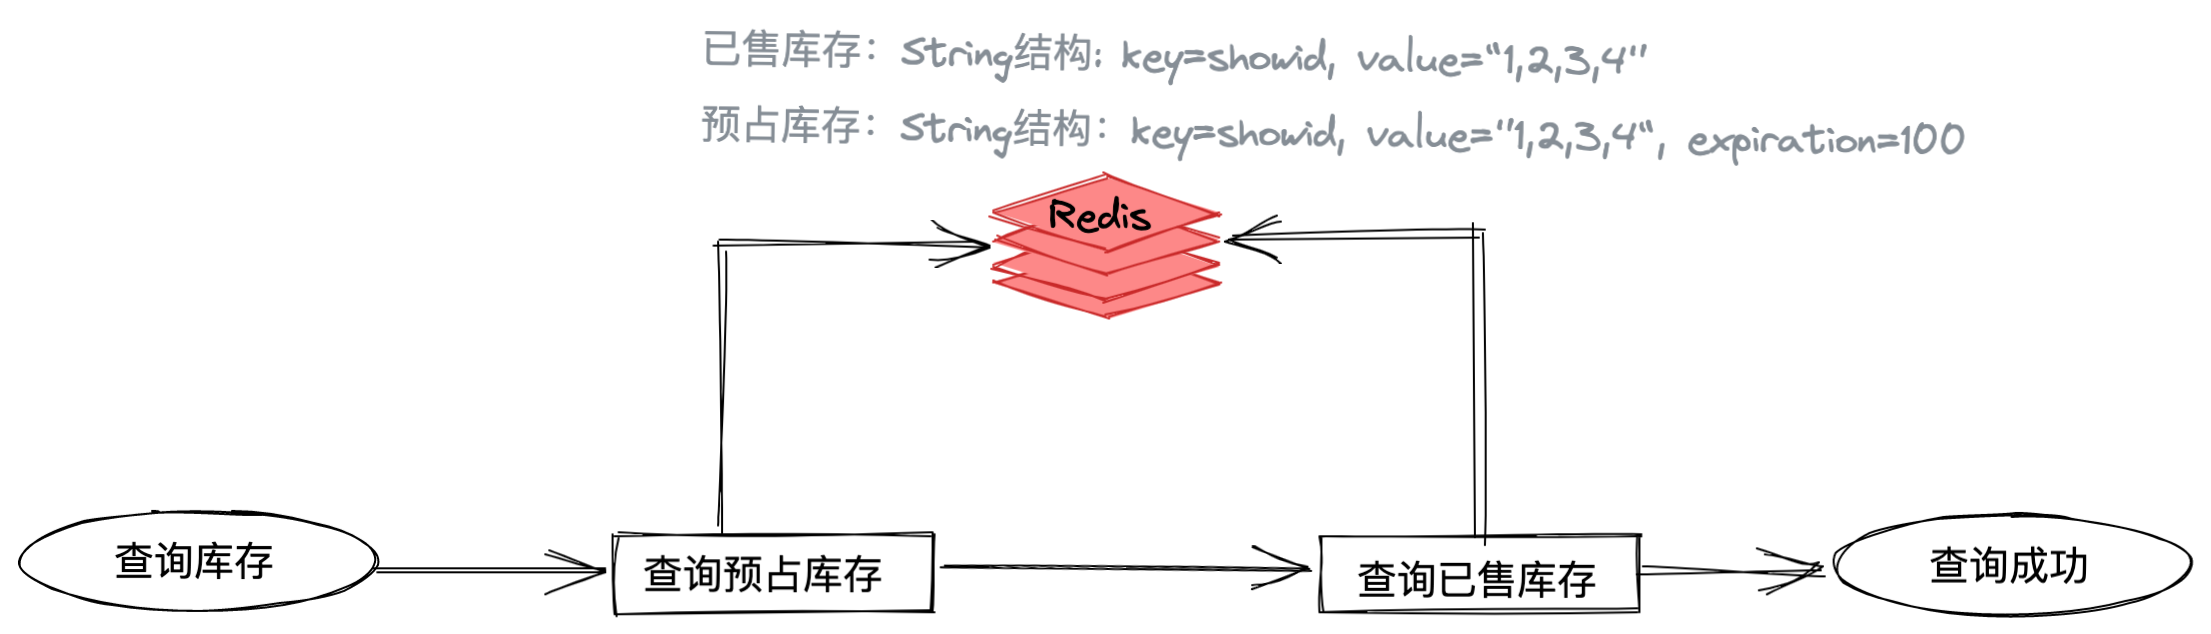 已售库存：String结构：key=showid, value=“1,2,3,4”
预占库存：String结构：key=showid, value=”1,2,3,4“, expiration=100
Redis
查询库存
查询预占库存
查询已售库存
查询成功